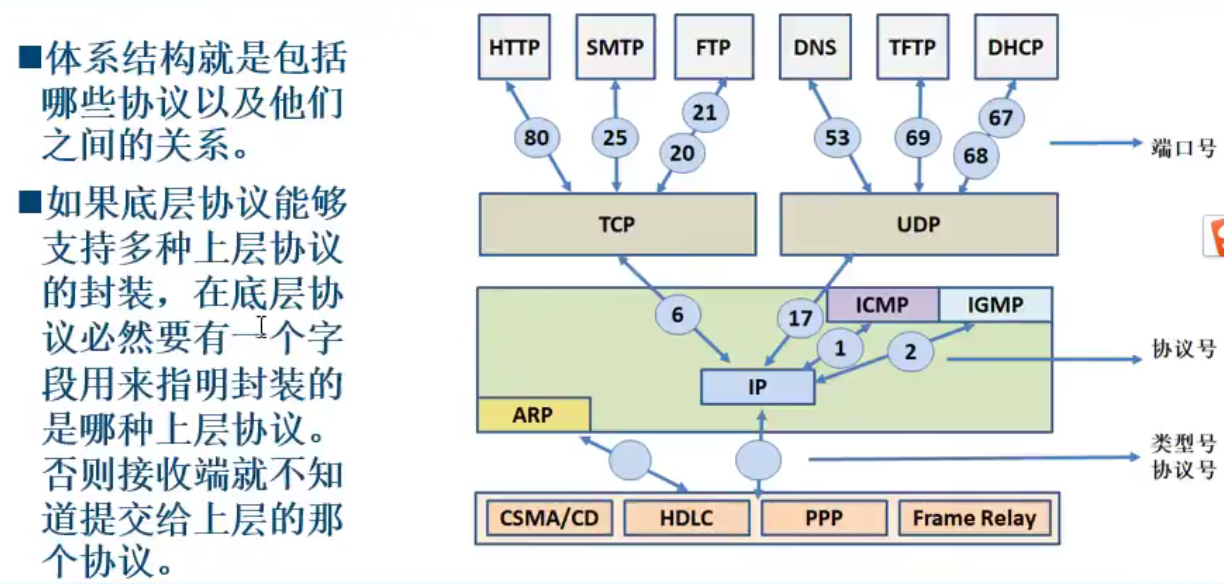 ■体系结构就是包括
哪些协议以及他们
之间的关系。
■如果底层协议能够
支持多种上层协议
的封装，在底层协
议必然要有一个字
段用来指明封装的
是哪种上层协议。
否则接收端就不知
道提交给上层的那
个协议。
HTTP SMTP FTP DNS TFTP DHCP
21
67
80 25 20 53 69 68
端口号
TCP UDP
ICMP IGMP
6 17
1 2
协议号
IP
ARP
类型号
协议号
CSMA/CD HDLC PPP Frame Relay